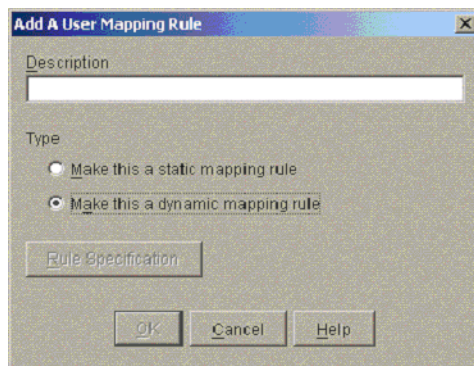 Add A User Mapping Rule
Description
Type
Make this a static mapping rule
Make this a dynamic mapping rule
Rule Specification
OK Cancel Help